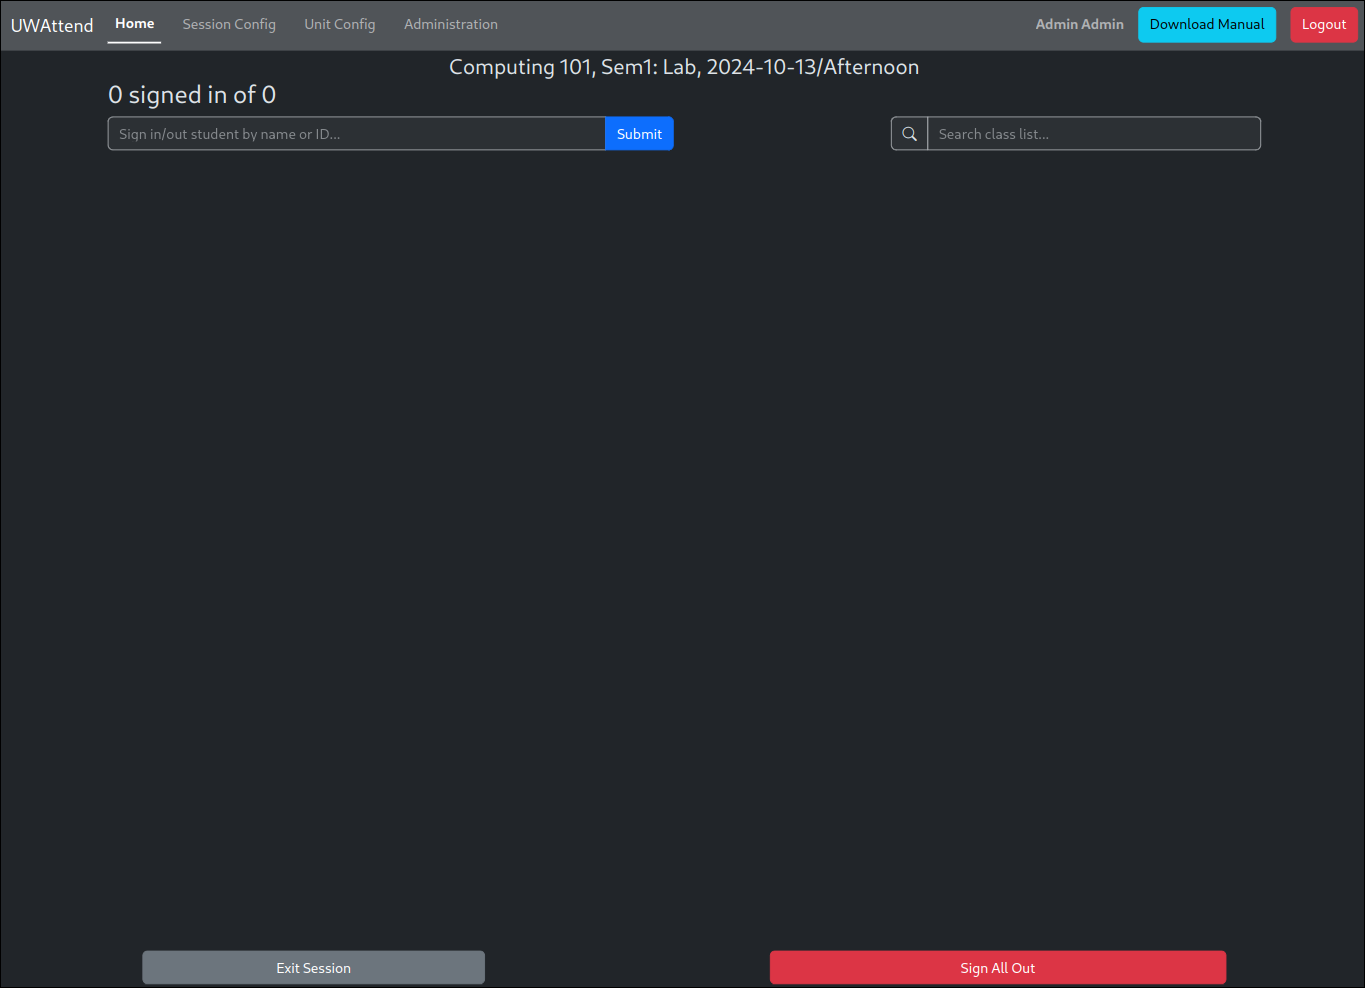 UWAttend Home Session Config Unit Config Administration Admin Admin Download Manual Logout
Computing 101, Sem1: Lab, 2024-10-13/Afternoon
0 signed in of 0
Sign in/out student by name or ID... Submit Search class list...
Exit Session Sign All Out